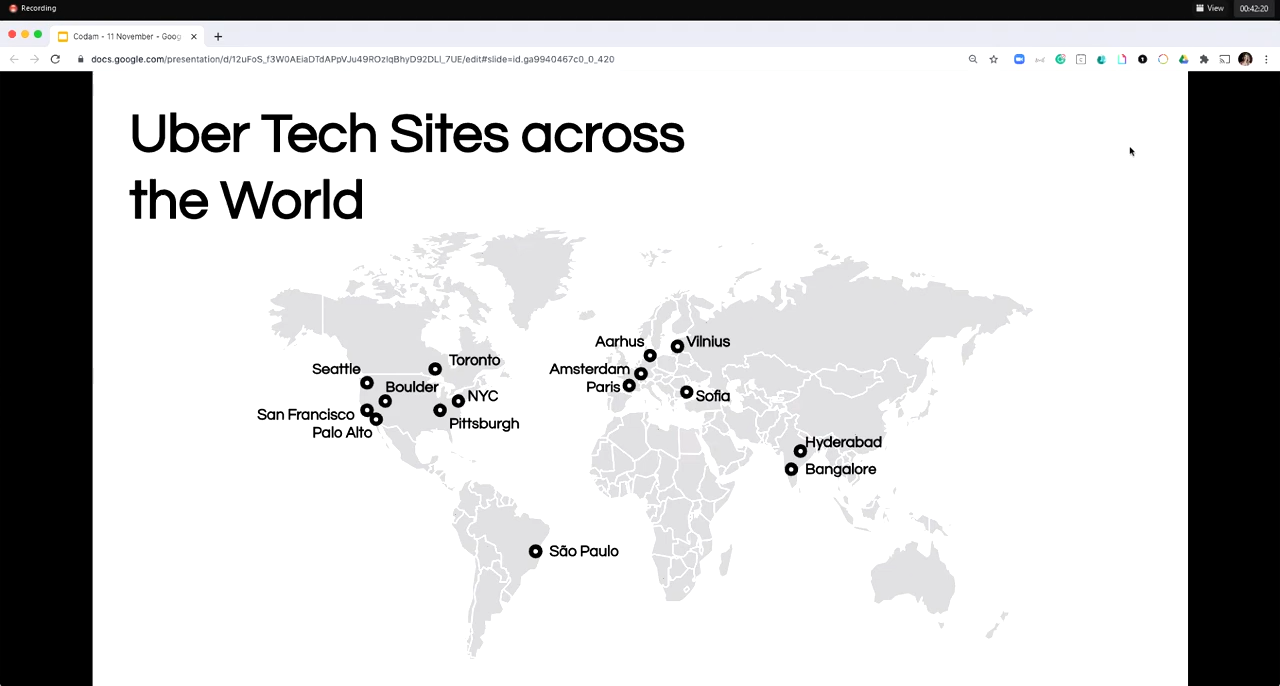 Recording
View
00:42:20
Codam - 11 November - Goog
docs.google.com/presentation/d/12uFoS_f3W0AEiaDTdAPpVJu49ROzIqBhyD92DLI_7UE/edit#slide=id.ga9940467c0_0_420
Uber Tech Sites across
the World
Aarhus
Vilnius
Toronto
Seattle
Amsterdam
Boulder
Paris
NYC
Sofia
San Francisco
Pittsburgh
Palo Alto
Hyderabad
Bangalore
São Paulo